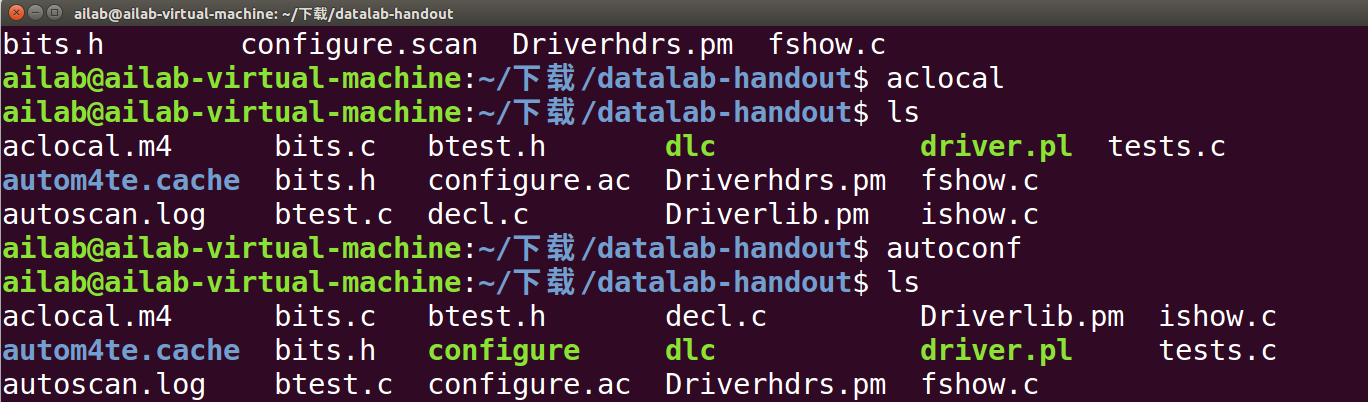 ailab@ailab-virtual-machine: ~/下载/datalab-handout
bits.h configure.scan Driverhdrs.pm fshow.c
ailab@ailab-virtual-machine:~/下载/datalab-handout$ aclocal
ailab@ailab-virtual-machine:~/下载/datalab-handout$ ls
aclocal.m4 bits.c btest.h dlc driver.pl tests.c
autom4te.cache bits.h configure.ac Driverhdrs.pm fshow.c
autoscan.log btest.c decl.c Driverlib.pm ishow.c
ailab@ailab-virtual-machine:~/下载/datalab-handout$ autoconf
ailab@ailab-virtual-machine:~/下载/datalab-handout$ ls
aclocal.m4 bits.c btest.h decl.c Driverlib.pm ishow.c
autom4te.cache bits.h configure dlc driver.pl tests.c
autoscan.log btest.c configure.ac Driverhdrs.pm fshow.c